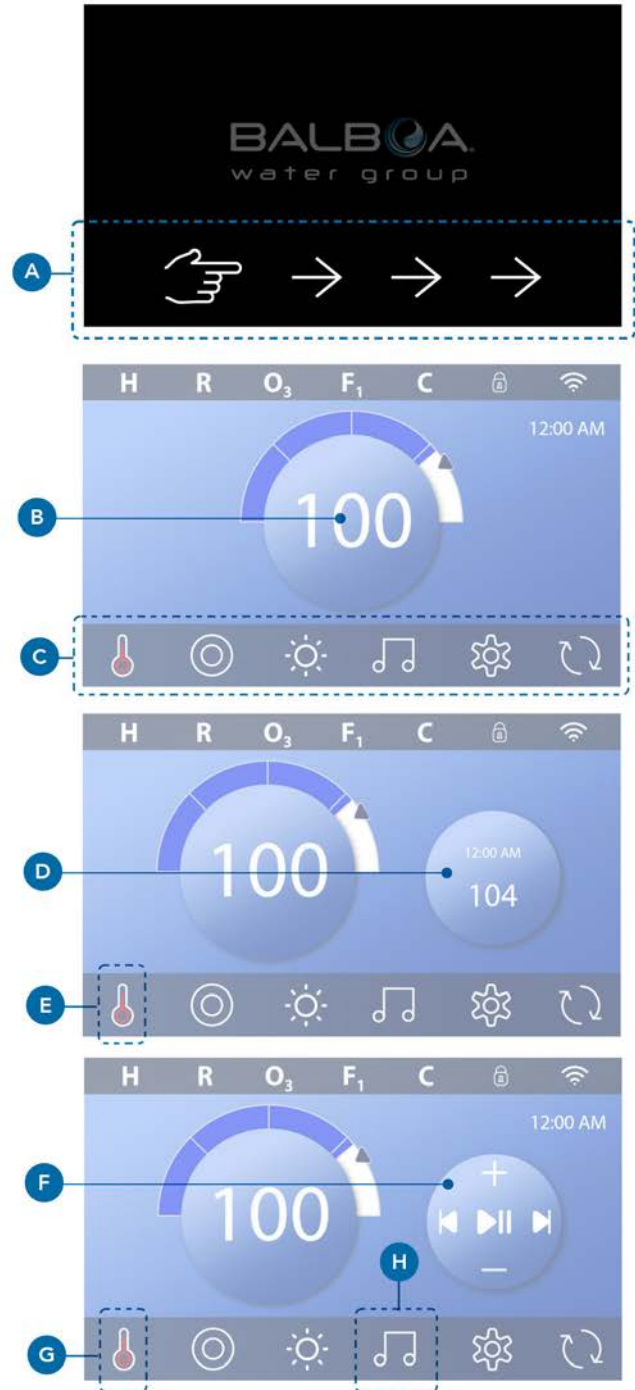 BALBOA.
water group
A
H R O₃ F₁ C
12:00 AM
B
100
C
H R O₃ F₁ C
D
100
12:00 AM
104
E
H R O₃ F₁ C
12:00 AM
F
100
H
G